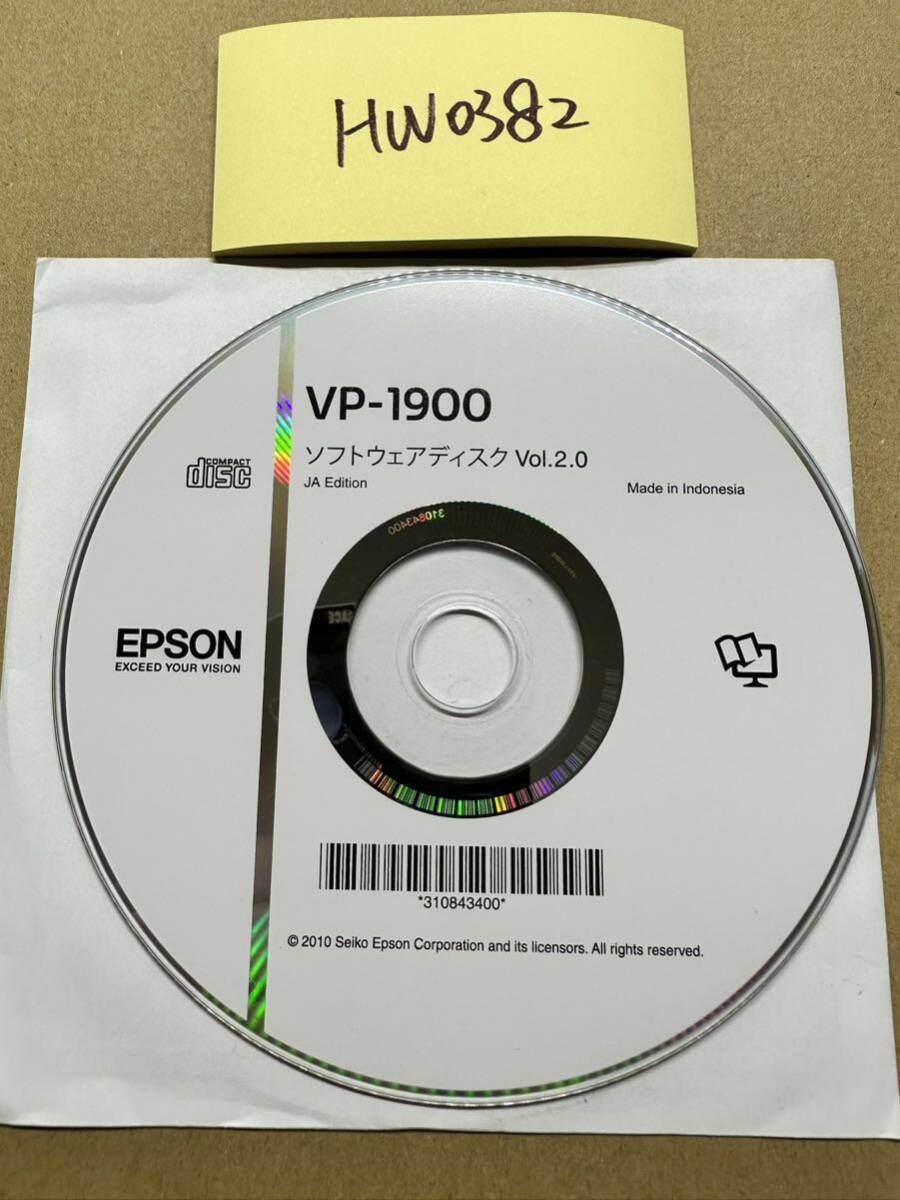 HW0382
VP-1900
COMPACT
disc
ソフトウェアディスク Vol.2.0
JA Edition
Made in Indonesia
310843400
EPSON
EXCEED YOUR VISION
*310843400*
© 2010 Seiko Epson Corporation and its licensors. All rights reserved.